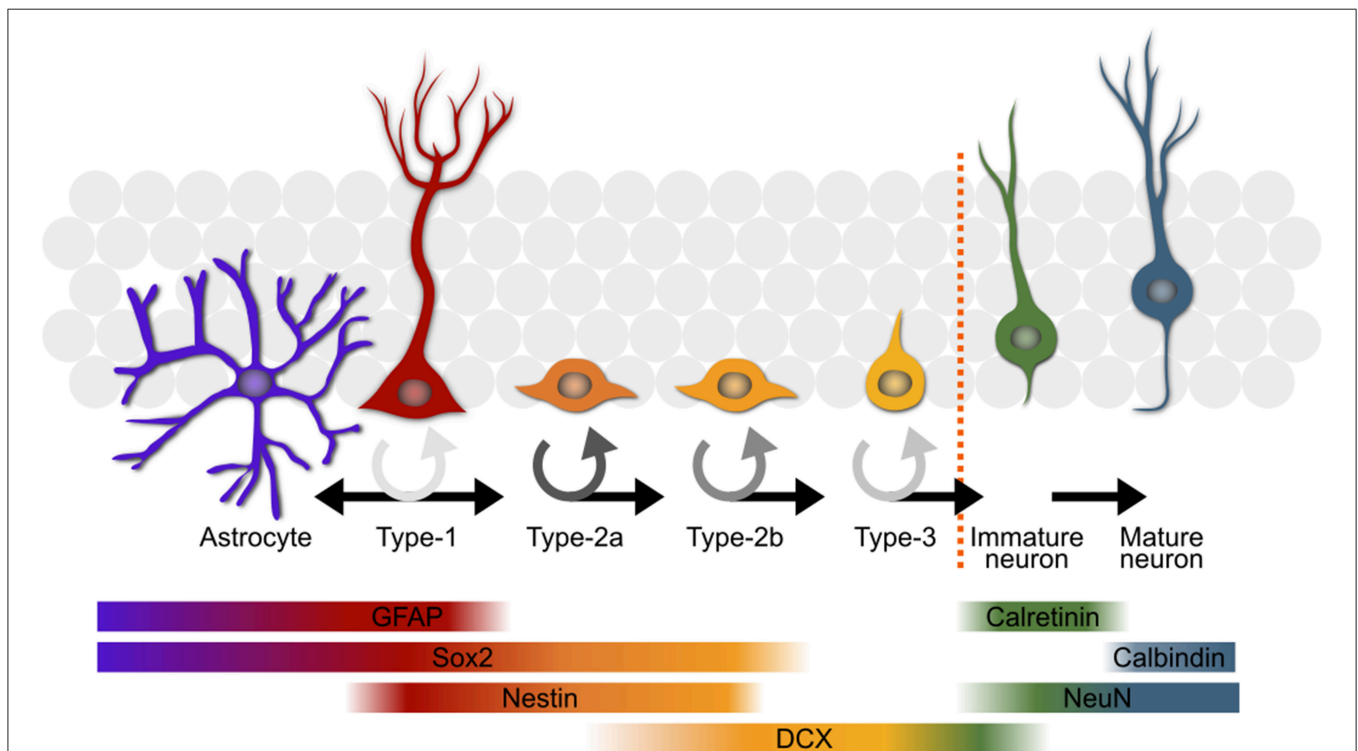 Astrocyte
Type-1
Type-2a
Type-2b
Type-3
Immature
neuron
Mature
neuron
GFAP
Calretinin
Sox2
Calbindin
Nestin
NeuN
DCX